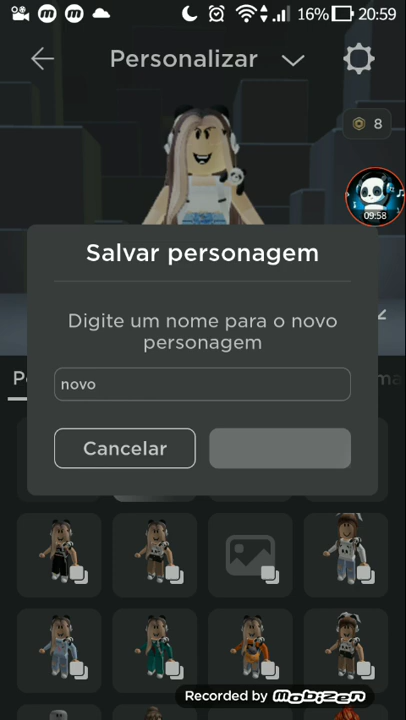 16% 20:59
Personalizar
8
09:58
Salvar personagem
Digite um nome para o novo
personagem
novo
Cancelar
Recorded by mobizen